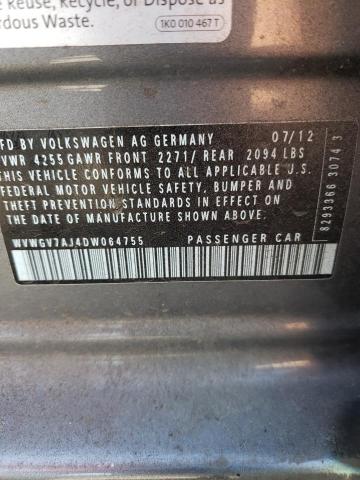 e Reuse, Recycle, or Dispose as
rdous Waste.
1K0 010 467 T
FD BY VOLKSWAGEN AG GERMANY 07/12
VWR 4255 GAWR FRONT 2271/ REAR 2094 LBS
THIS VEHICLE CONFORMS TO ALL APPLICABLE U.S.
FEDERAL MOTOR VEHICLE SAFETY, BUMPER AND
THEFT PREVENTION STANDARDS IN EFFECT ON
THE DATE OF MANUFACTURE SHOWN ABOVE.
WVWGV7AJ4DW064755 PASSENGER CAR
8293366 30743